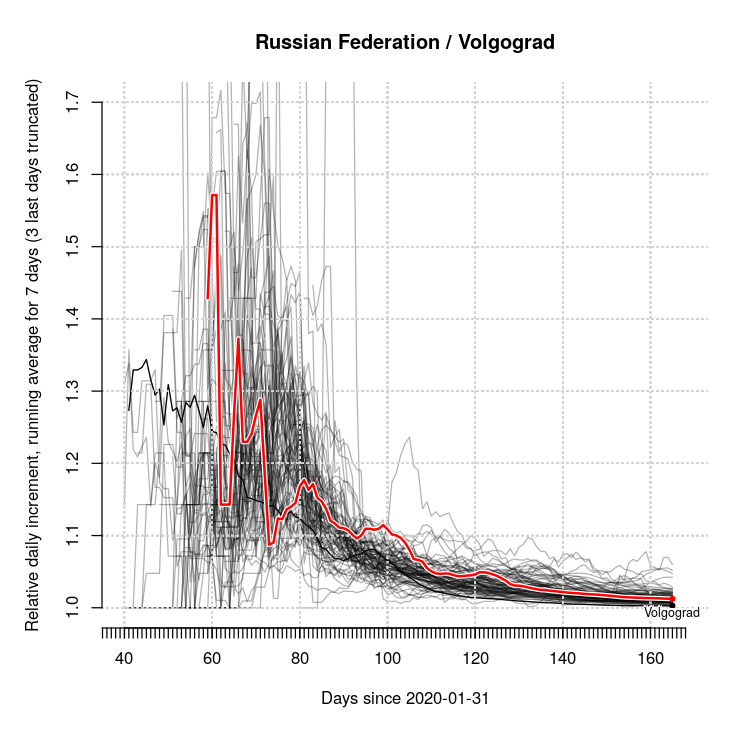 Russian Federation / Volgograd
Relative daily increment, running average for 7 days (3 last days truncated)
1.7
1.6
1.5
1.4
1.3
1.2
1.1
1.0
Volgograd
40 60 80 100 120 140 160
Days since 2020-01-31